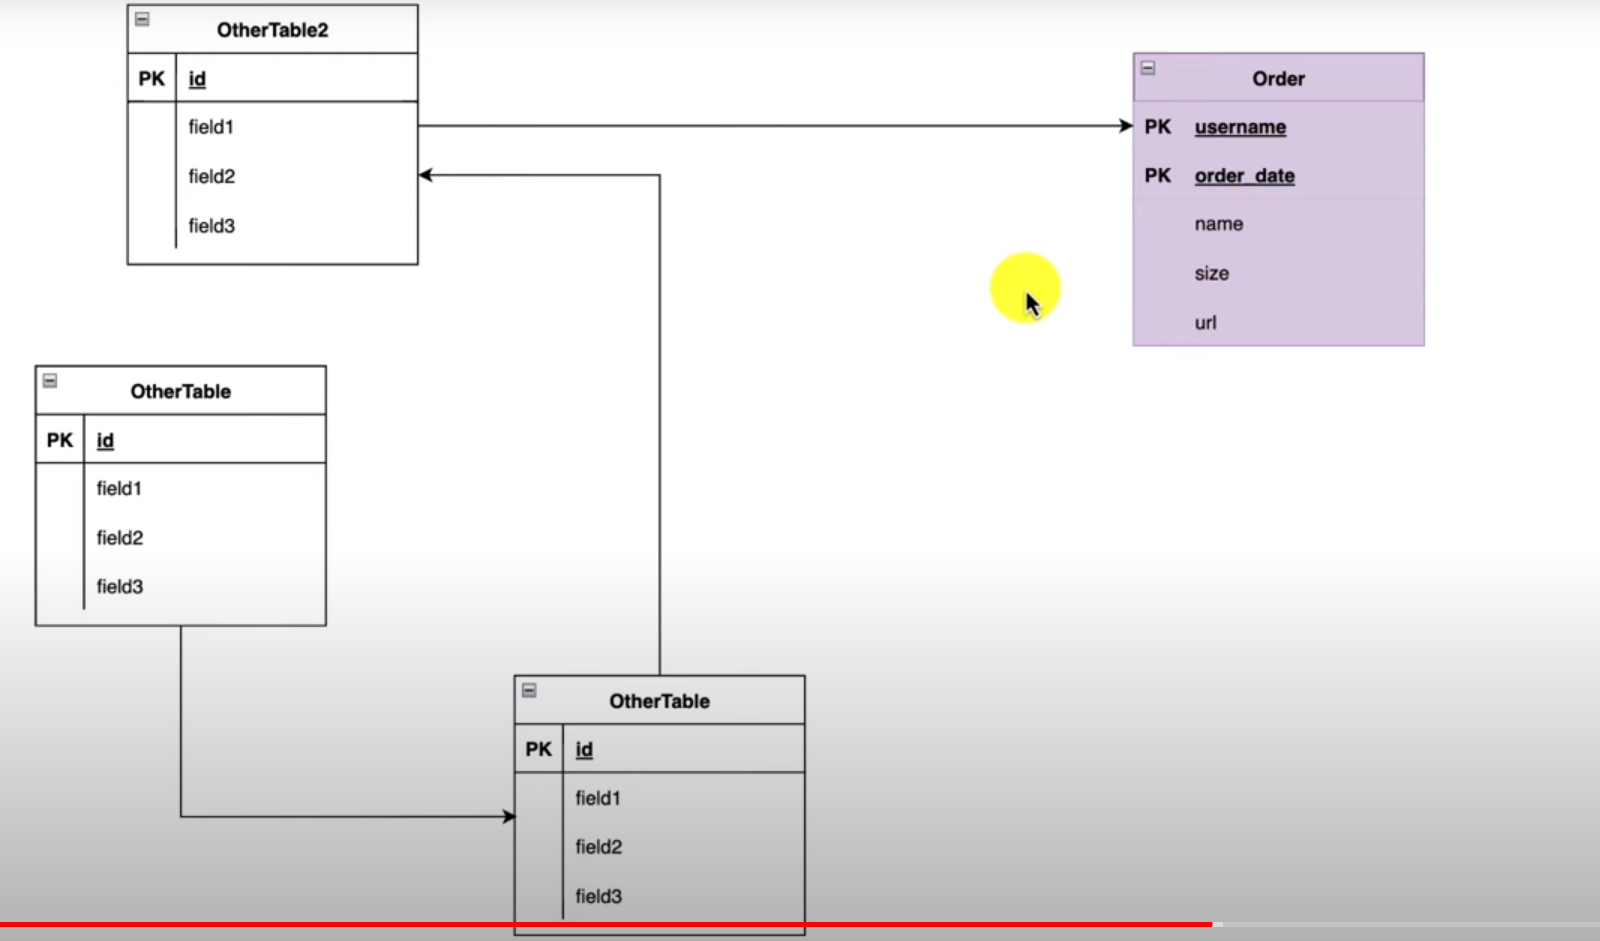 OtherTable2
PK id
field1
field2
field3
Order
PK username
PK order_date
name
size
url
OtherTable
PK id
field1
field2
field3
OtherTable
PK id
field1
field2
field3